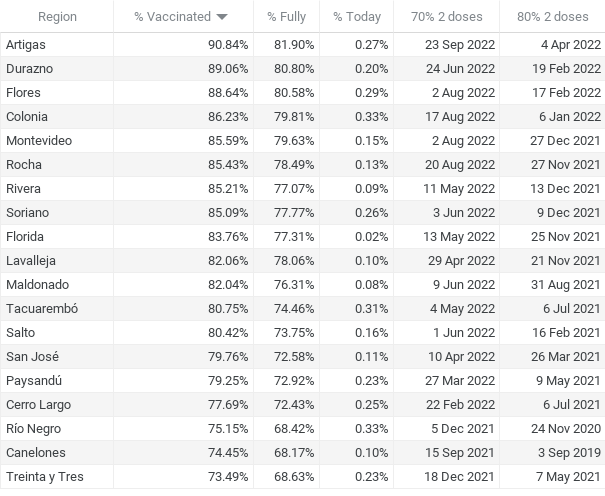 Region % Vaccinated % Fully % Today 70% 2 doses 80% 2 doses
Artigas 90.84% 81.90% 0.27% 23 Sep 2022 4 Apr 2022
Durazno 89.06% 80.80% 0.20% 24 Jun 2022 19 Feb 2022
Flores 88.64% 80.58% 0.29% 2 Aug 2022 17 Feb 2022
Colonia 86.23% 79.81% 0.33% 17 Aug 2022 6 Jan 2022
Montevideo 85.59% 79.63% 0.15% 2 Aug 2022 27 Dec 2021
Rocha 85.43% 78.49% 0.13% 20 Aug 2022 27 Nov 2021
Rivera 85.21% 77.07% 0.09% 11 May 2022 13 Dec 2021
Soriano 85.09% 77.77% 0.26% 3 Jun 2022 9 Dec 2021
Florida 83.76% 77.31% 0.02% 13 May 2022 25 Nov 2021
Lavalleja 82.06% 78.06% 0.10% 29 Apr 2022 21 Nov 2021
Maldonado 82.04% 76.31% 0.08% 9 Jun 2022 31 Aug 2021
Tacuarembó 80.75% 74.46% 0.31% 4 May 2022 6 Jul 2021
Salto 80.42% 73.75% 0.16% 1 Jun 2022 16 Feb 2021
San José 79.76% 72.58% 0.11% 10 Apr 2022 26 Mar 2021
Paysandú 79.25% 72.92% 0.23% 27 Mar 2022 9 May 2021
Cerro Largo 77.69% 72.43% 0.25% 22 Feb 2022 6 Jul 2021
Río Negro 75.15% 68.42% 0.33% 5 Dec 2021 24 Nov 2020
Canelones 74.45% 68.17% 0.10% 15 Sep 2021 3 Sep 2019
Treinta y Tres 73.49% 68.63% 0.23% 18 Dec 2021 7 May 2021